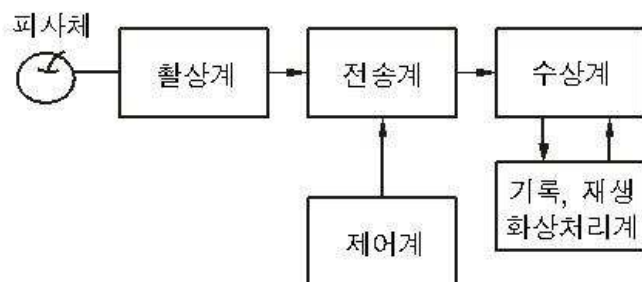 피사체
촬상계
전송계
수상계
제어계
기록, 재생
화상처리계